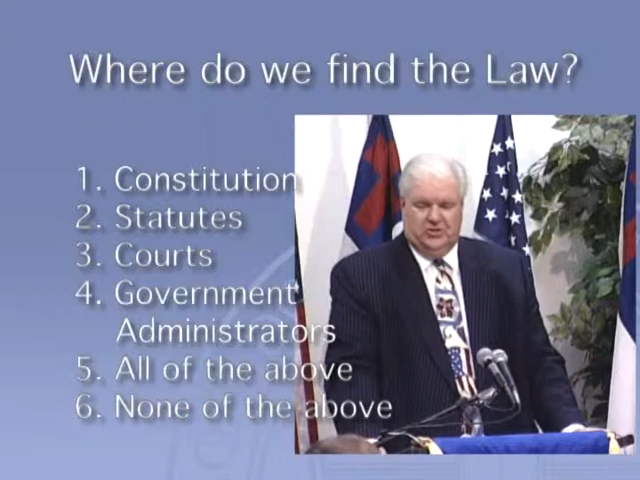 Where do we find the Law?
1. Constitution
2. Statutes
3. Courts
4. Government
Administrators
5. All of the above
6. None of the above